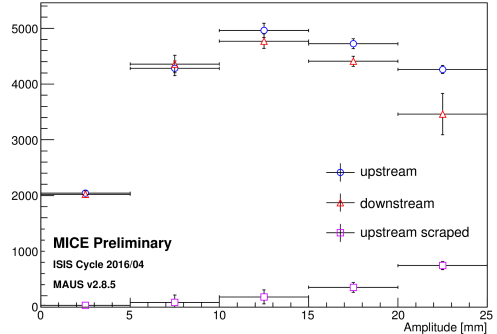 5000
4000
3000
2000
1000
0
upstream
downstream
upstream scraped
MICE Preliminary
ISIS Cycle 2016/04
MAUS v2.8.5
0 5 10 15 20 25
Amplitude [mm]